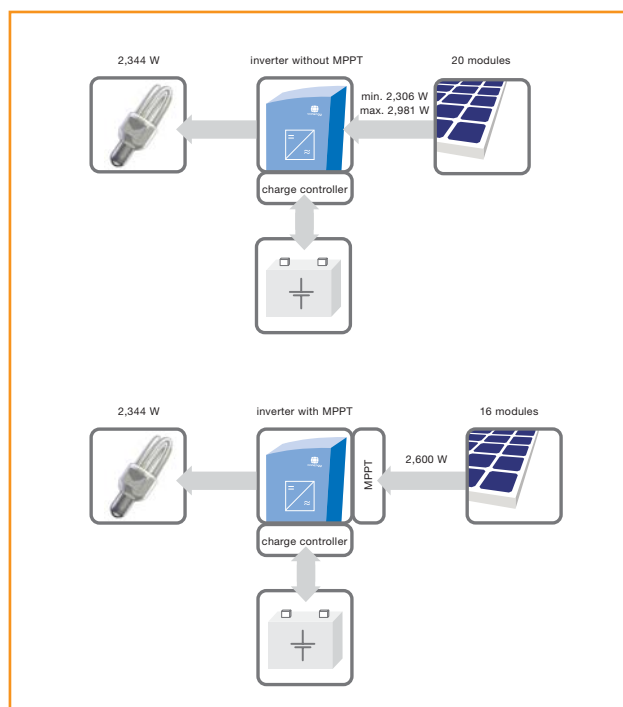 2,344 W
inverter without MPPT
20 modules
min. 2,306 W
max. 2,981 W
charge controller
2,344 W
inverter with MPPT
16 modules
MPPT
2,600 W
charge controller